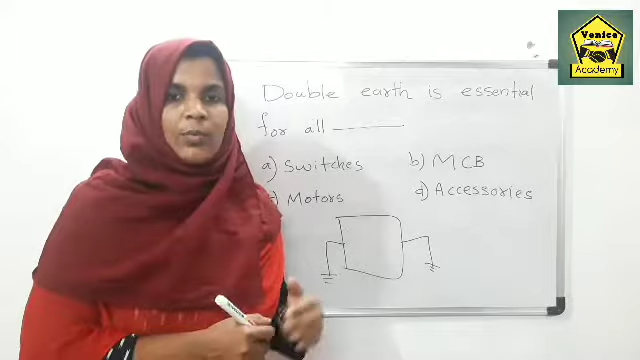 Venice
Academy
Double earth is essential
for all
a) Switches b) MCB
c) Motors d) Accessories